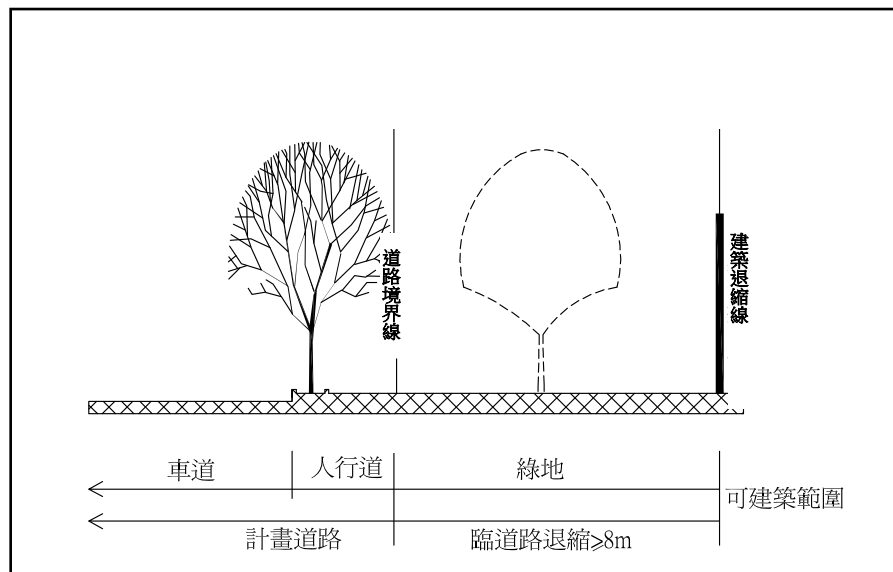 道路境界線
建築退縮線
車道
人行道
綠地
可建築範圍
計畫道路
臨道路退縮≥8m